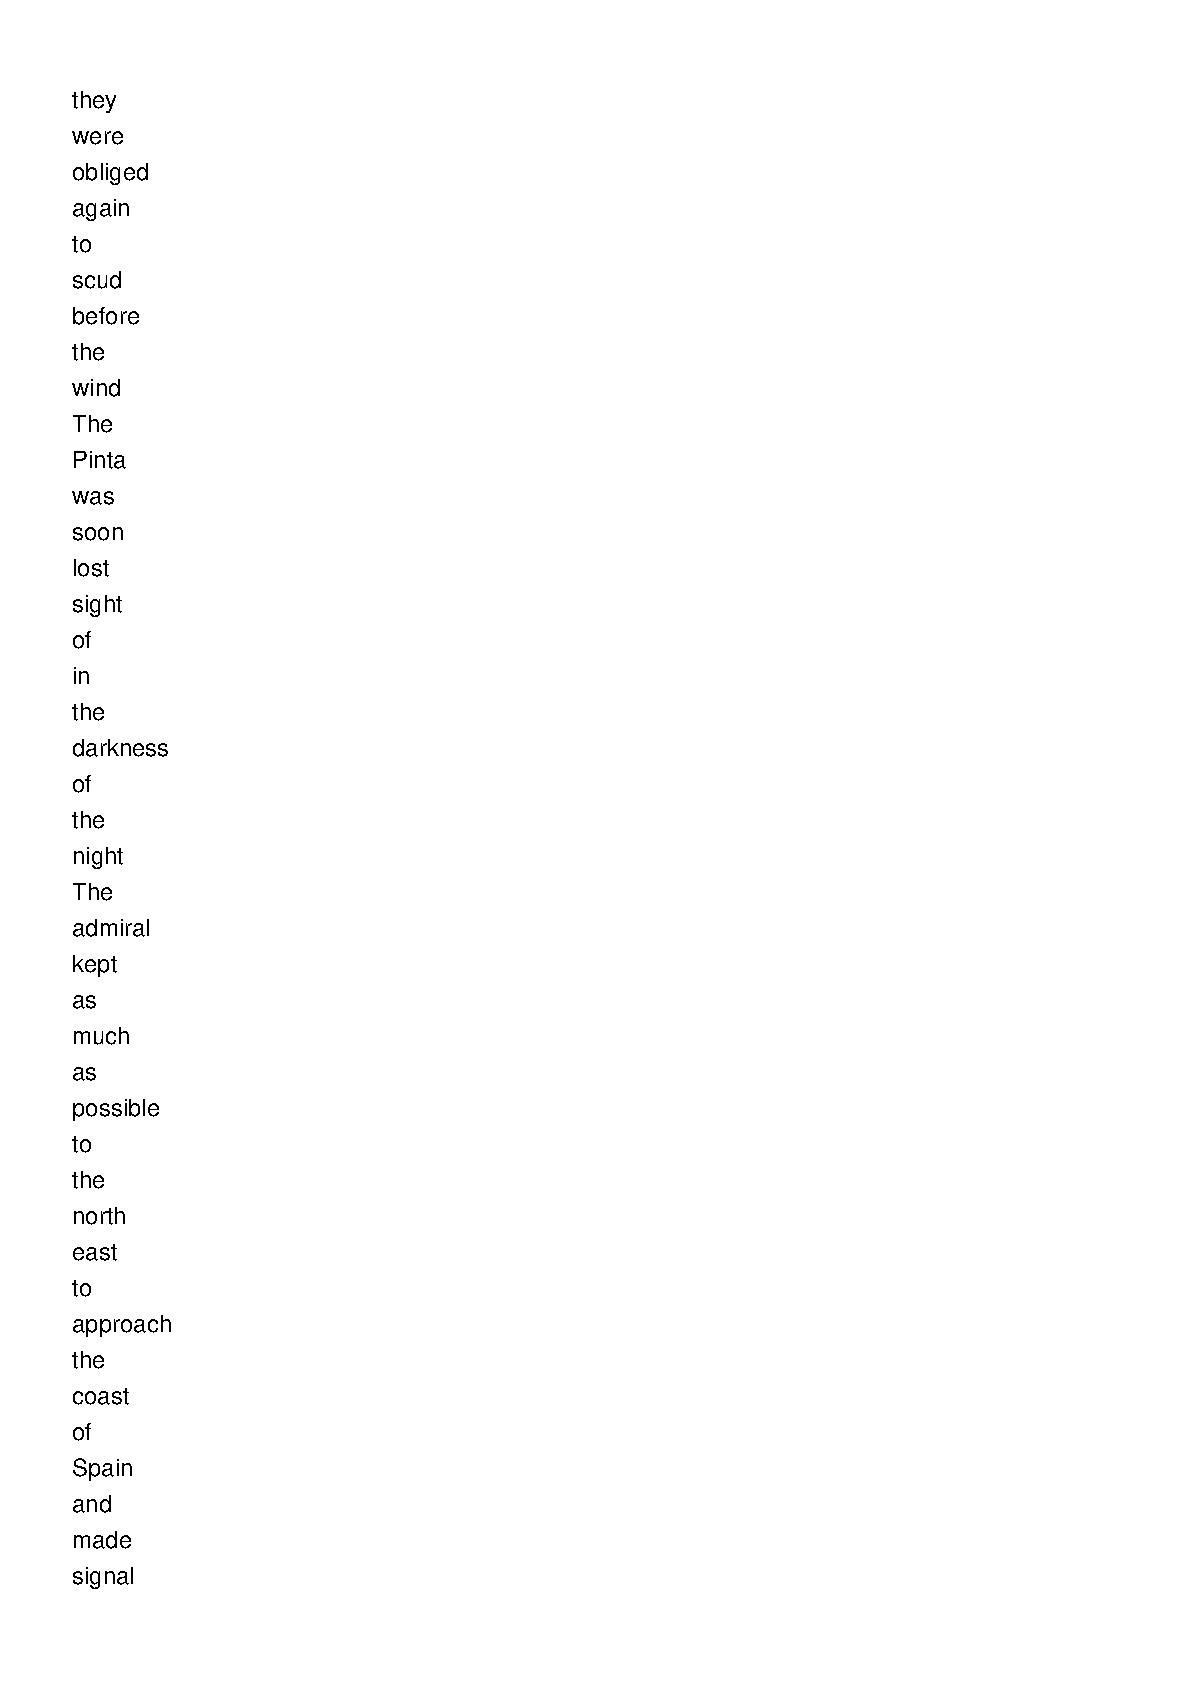 they
were
obliged
again
to
scud
before
the
wind
The
Pinta
was
soon
lost
sight
of
in
the
darkness
of
the
night
The
admiral
kept
as
much
as
possible
to
the
north
east
to
approach
the
coast
of
Spain
and
made
signal